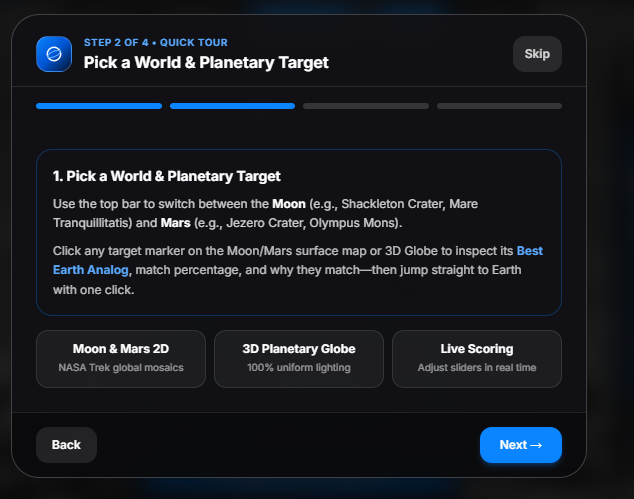 STEP 2 OF 4 • QUICK TOUR
Pick a World & Planetary Target
Skip
1. Pick a World & Planetary Target
Use the top bar to switch between the Moon (e.g., Shackleton Crater, Mare
Tranquillitatis) and Mars (e.g., Jezero Crater, Olympus Mons).
Click any target marker on the Moon/Mars surface map or 3D Globe to inspect its Best
Earth Analog, match percentage, and why they match—then jump straight to Earth
with one click.
Moon & Mars 2D
NASA Trek global mosaics
3D Planetary Globe
100% uniform lighting
Live Scoring
Adjust sliders in real time
Back
Next →